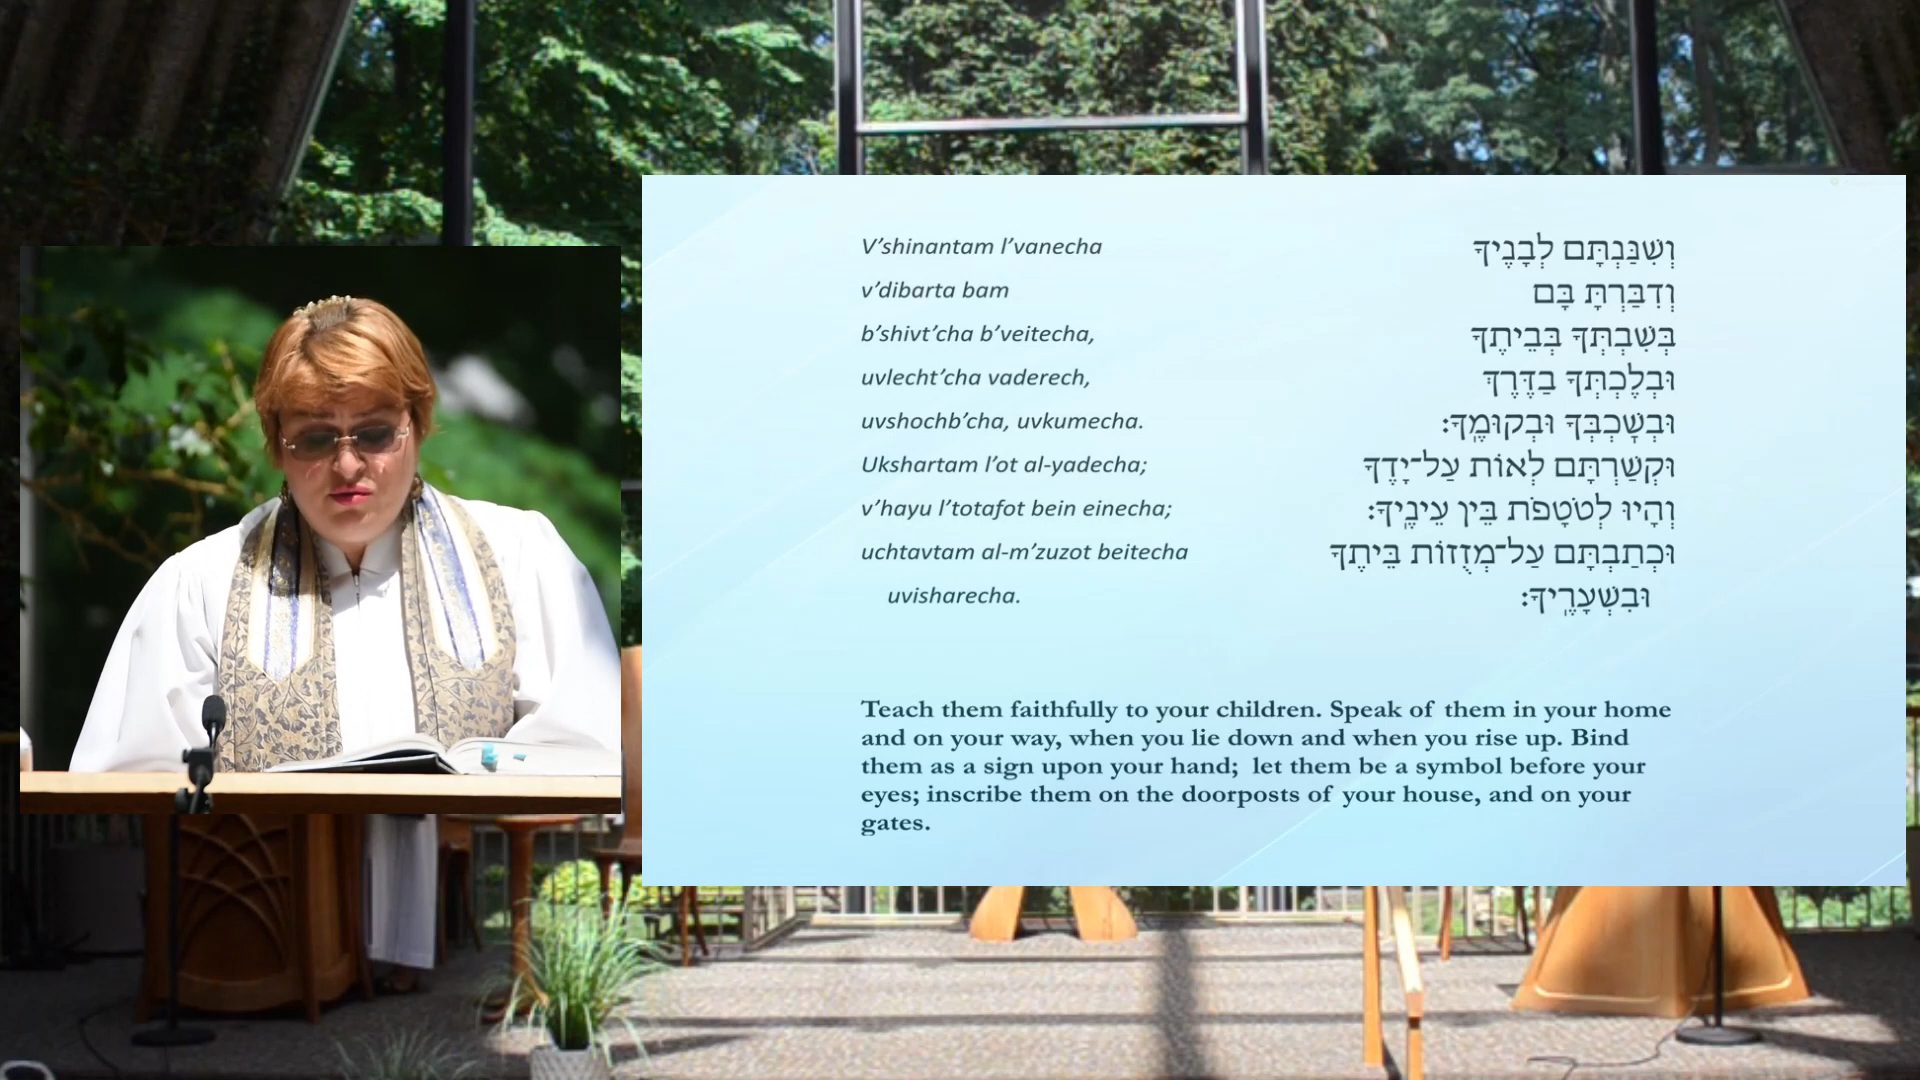 V’shinantam l’vanecha
v’dibarta bam
b’shivt’cha b’veitecha,
uvlecht’cha vaderech,
uvshochb’cha, uvkumecha.
Ukshartam l’ot al-yadecha;
v’hayu l’totafot bein einecha;
uchtavtam al-m’zuzot beitecha
uvisharecha.
וְשִׁנַּנְתָּם לְבָנֶיךָ
וְדִבַּרְתָּ בָּם
בְּשִׁבְתְּךָ בְּבֵיתֶךָ
וּבְלֶכְתְּךָ בַדֶּרֶךְ
וּבְשָׁכְבְּךָ וּבְקוּמֶֽךָ׃
וּקְשַׁרְתָּם לְאוֹת עַל־יָדֶךָ
וְהָיוּ לְטֹטָפֹת בֵּין עֵינֶֽיךָ׃
וּכְתַבְתָּם עַל־מְזֻזוֹת בֵּיתֶךָ
וּבִשְׁעָרֶֽיךָ׃
Teach them faithfully to your children. Speak of them in your home
and on your way, when you lie down and when you rise up. Bind
them as a sign upon your hand; let them be a symbol before your
eyes; inscribe them on the doorposts of your house, and on your
gates.